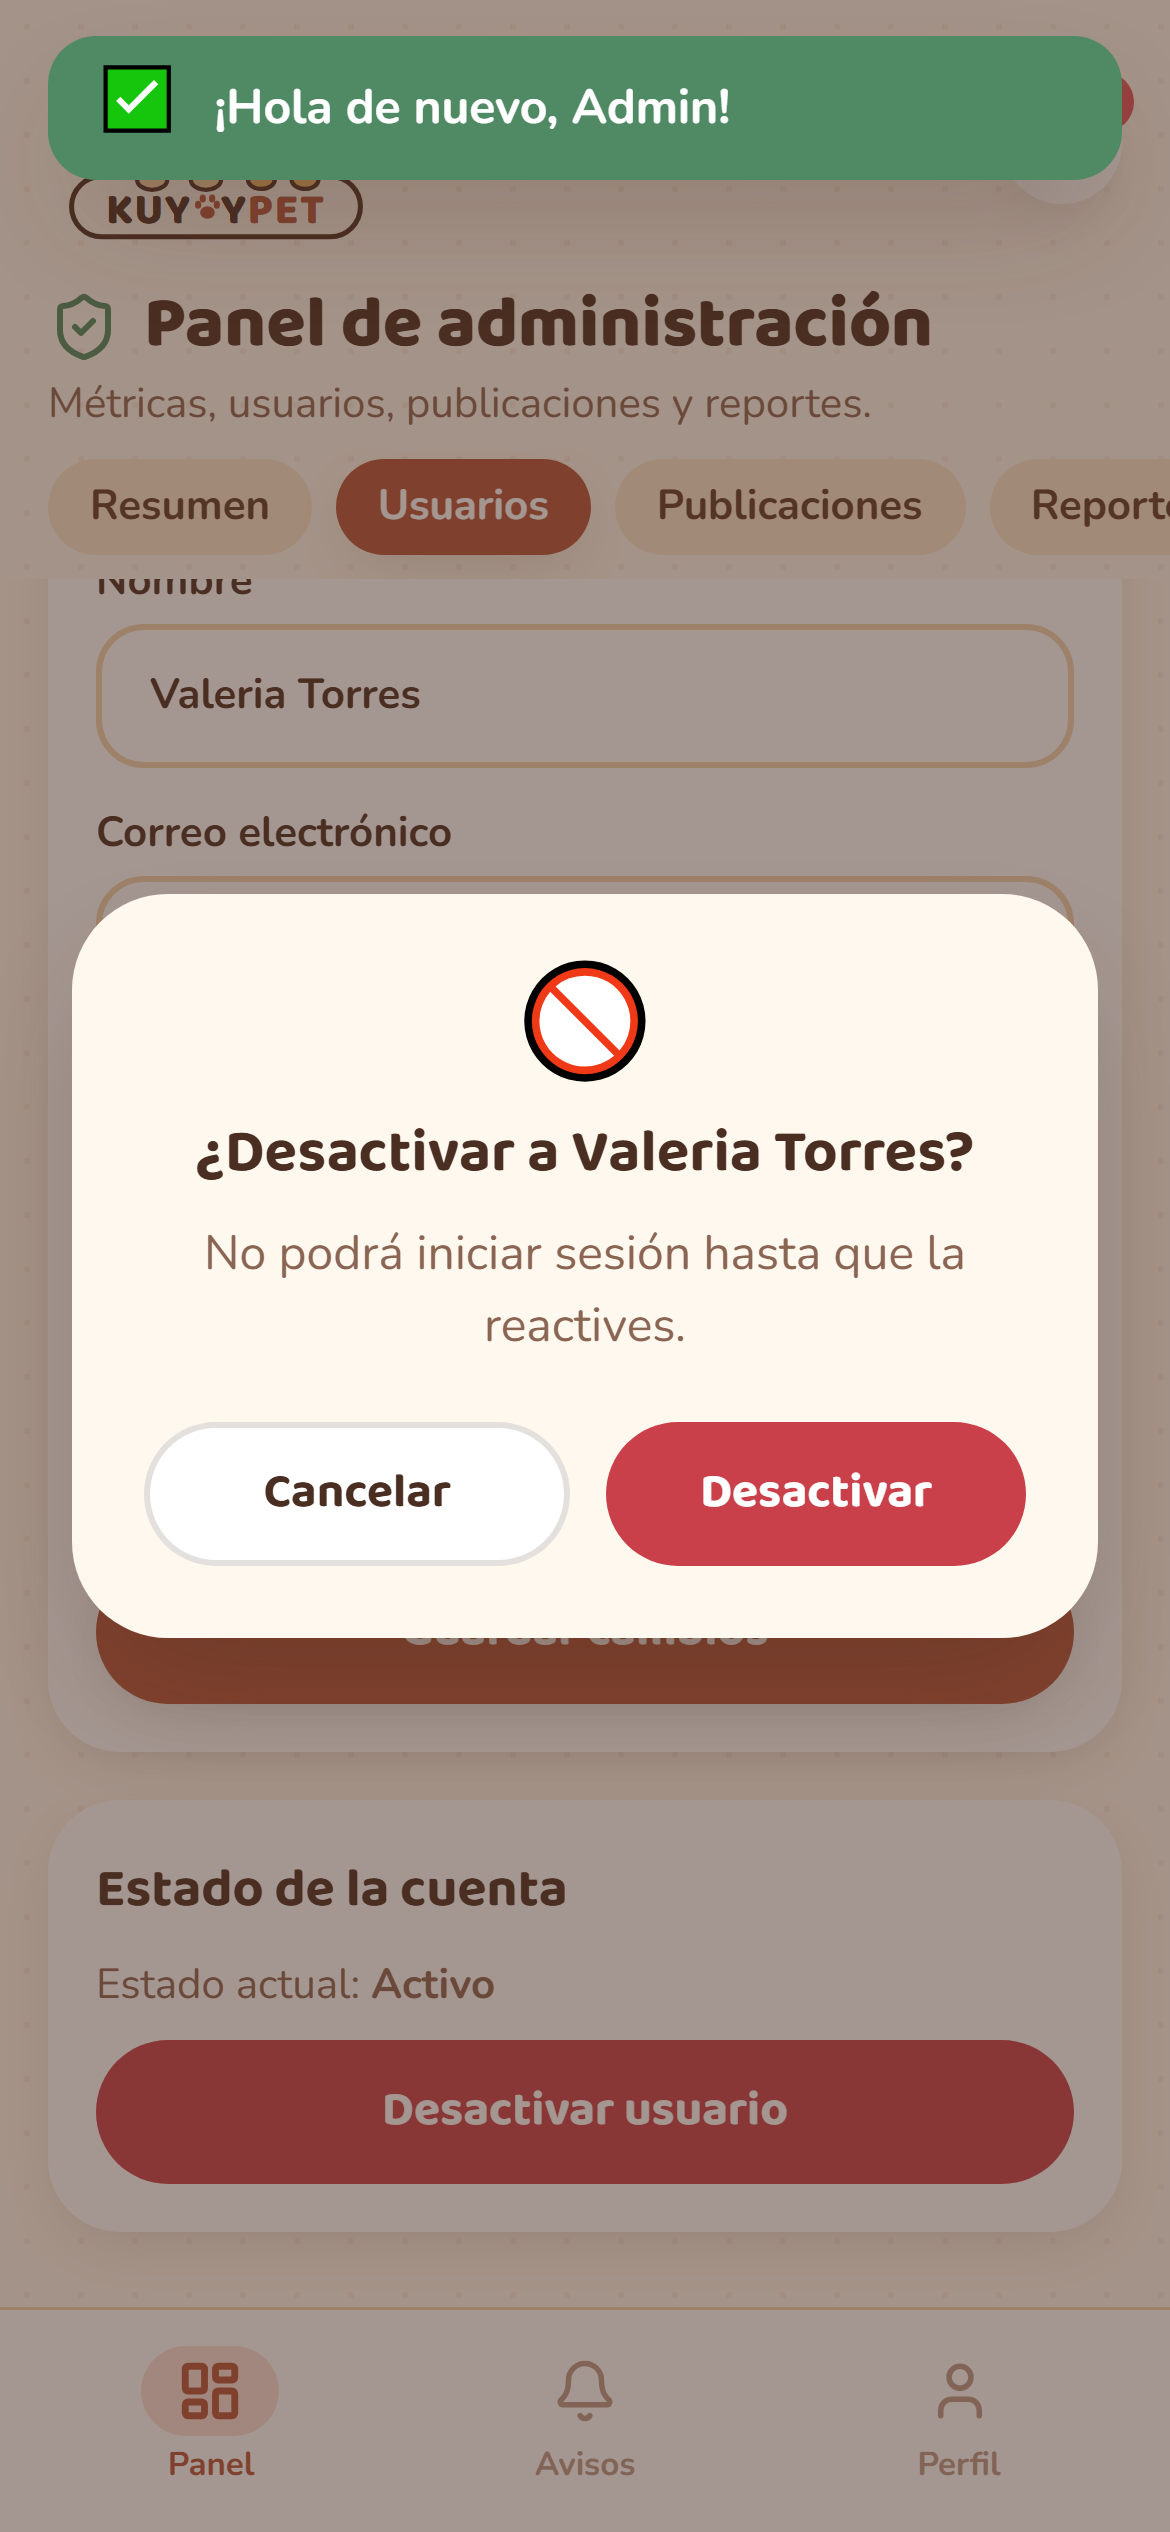 ¡Hola de nuevo, Admin!
KUYAYPET
Panel de administración
Métricas, usuarios, publicaciones y reportes.
Resumen
Usuarios
Publicaciones
Nombre
Valeria Torres
Correo electrónico
¿Desactivar a Valeria Torres?
No podrá iniciar sesión hasta que la
reactives.
Cancelar
Desactivar
Estado de la cuenta
Estado actual: Activo
Desactivar usuario
Panel
Avisos
Perfil